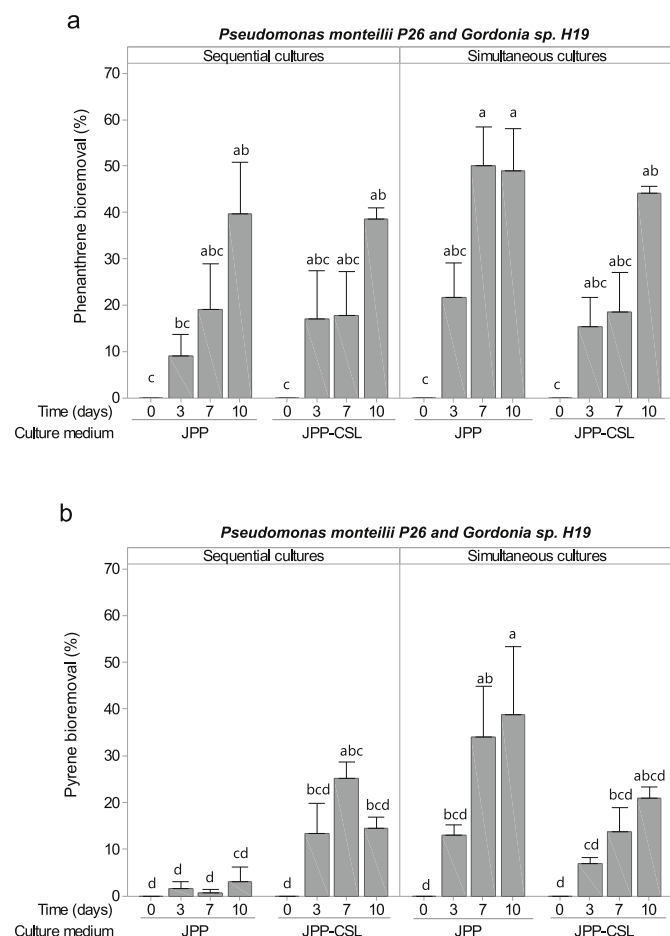 a
Pseudomonas monteilii P26 and Gordonia sp. H19
Sequential cultures Simultaneous cultures
Phenanthrene bioremoval (%)
70
60
50
40
30
20
10
0
c bc abc ab c abc abc ab c abc a a c abc abc ab
Time (days) 0 3 7 10 0 3 7 10 0 3 7 10 0 3 7 10
Culture medium JPP JPP-CSL JPP JPP-CSL
b
Pseudomonas monteilii P26 and Gordonia sp. H19
Sequential cultures Simultaneous cultures
Pyrene bioremoval (%)
70
60
50
40
30
20
10
0
d d d cd d bcd abc bcd d bcd ab a d cd bcd abcd
Time (days) 0 3 7 10 0 3 7 10 0 3 7 10 0 3 7 10
Culture medium JPP JPP-CSL JPP JPP-CSL